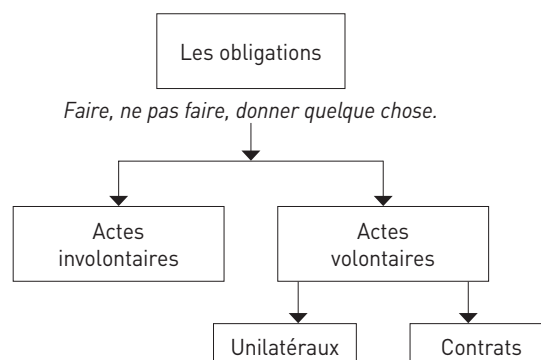 Les obligations
Faire, ne pas faire, donner quelque chose.
Actes
involontaires
Actes
volontaires
Unilatéraux
Contrats